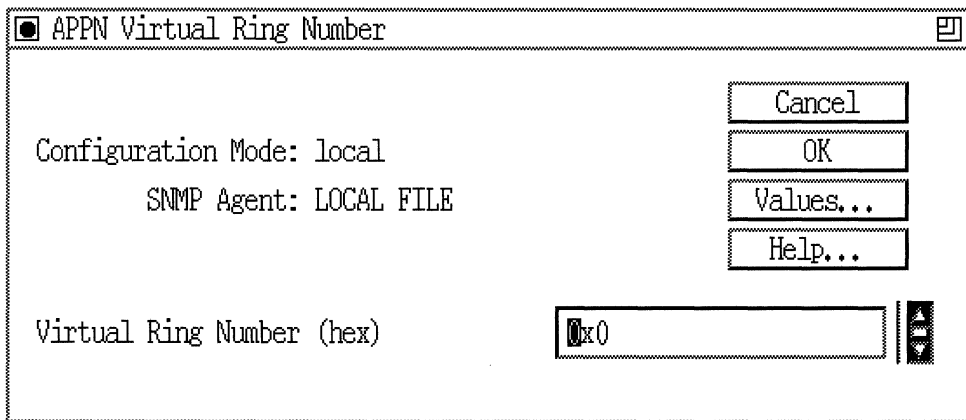 APPN Virtual Ring Number
Cancel
Configuration Mode: local
OK
SNMP Agent: LOCAL FILE
Values...
Help...
Virtual Ring Number (hex)
0x0